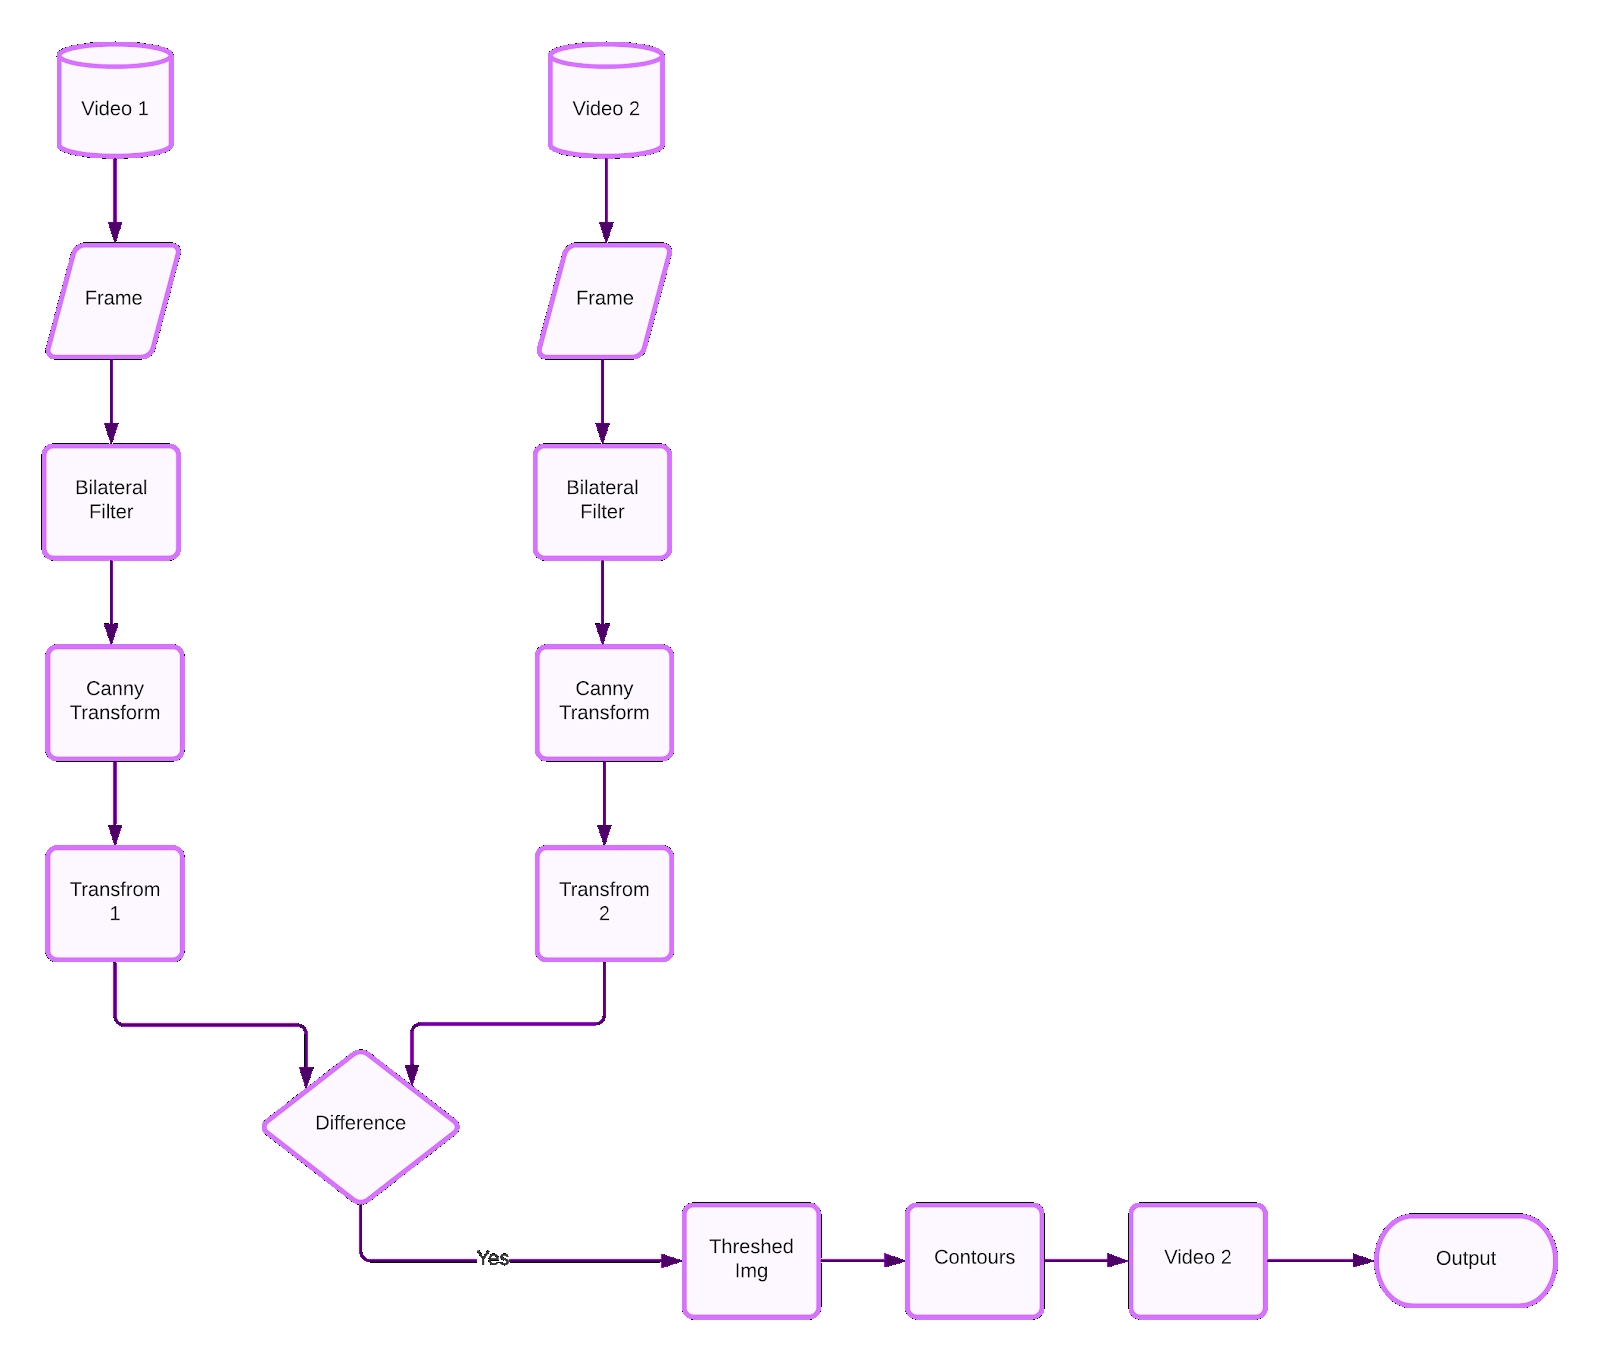 Video 1
Video 2
Frame
Frame
Bilateral
Filter
Bilateral
Filter
Canny
Transform
Canny
Transform
Transfrom
1
Transfrom
2
Difference
Yes
Threshed
Img
Contours
Video 2
Output